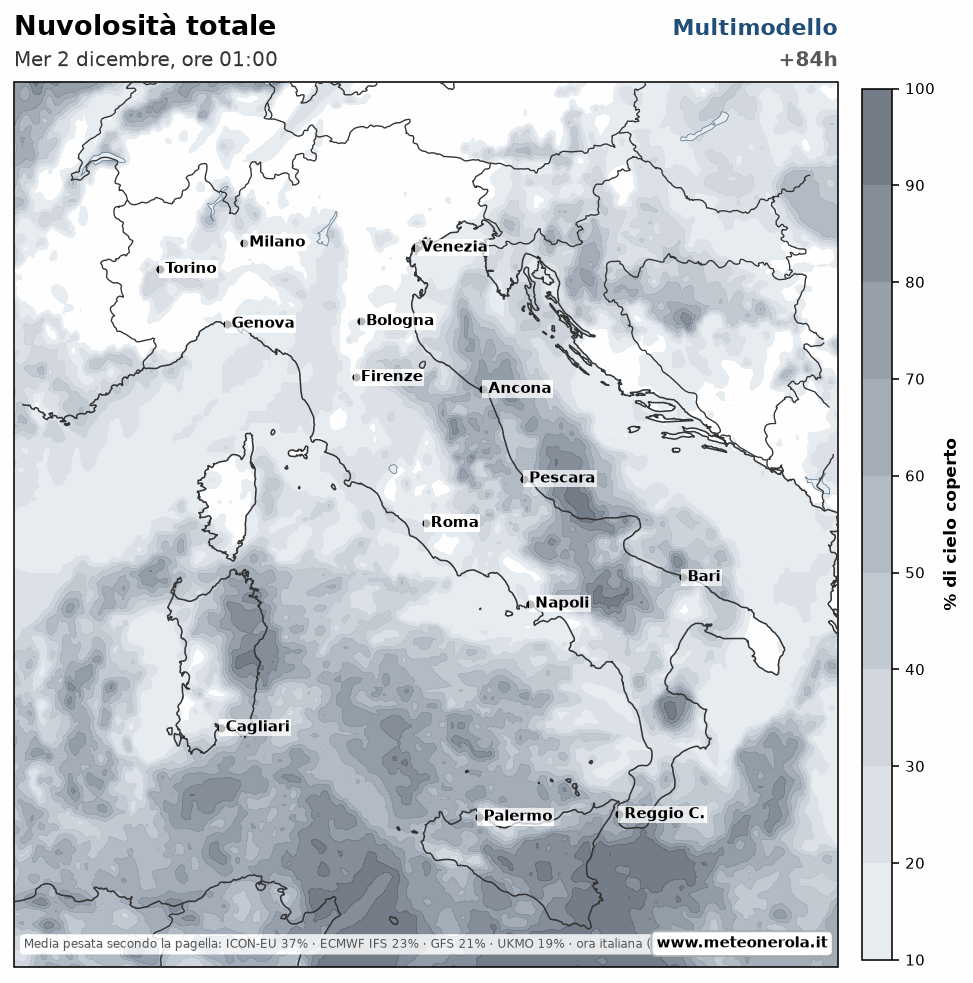 Nuvolosità totale
Multimodello
Mer 2 dicembre, ore 01:00
+84h
Milano
Venezia
Torino
Genova
Bologna
Firenze
Ancona
Pescara
Roma
Bari
Napoli
Cagliari
Palermo
Reggio C.
100
90
80
70
60
50
40
30
20
10
% di cielo coperto
Media pesata secondo la pagella: ICON-EU 37% · ECMWF IFS 23% · GFS 21% · UKMO 19% · ora italiana (
www.meteonerola.it